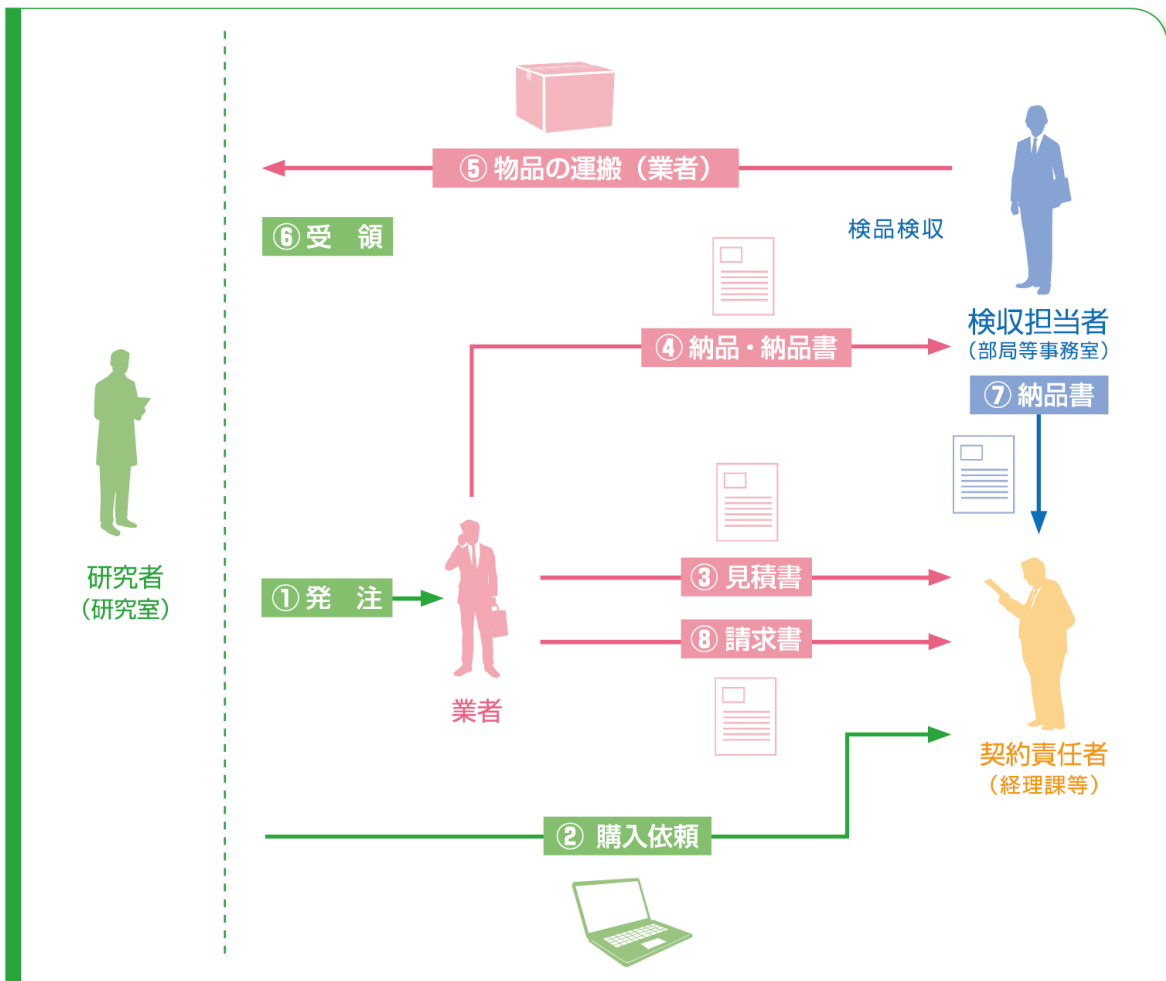 ⑤ 物品の運搬（業者）
⑥ 受　領
検品検収
検収担当者
（部局等事務室）
④ 納品・納品書
⑦ 納品書
研究者
（研究室）
① 発　注
③ 見積書
⑧ 請求書
業者
契約責任者
（経理課等）
② 購入依頼